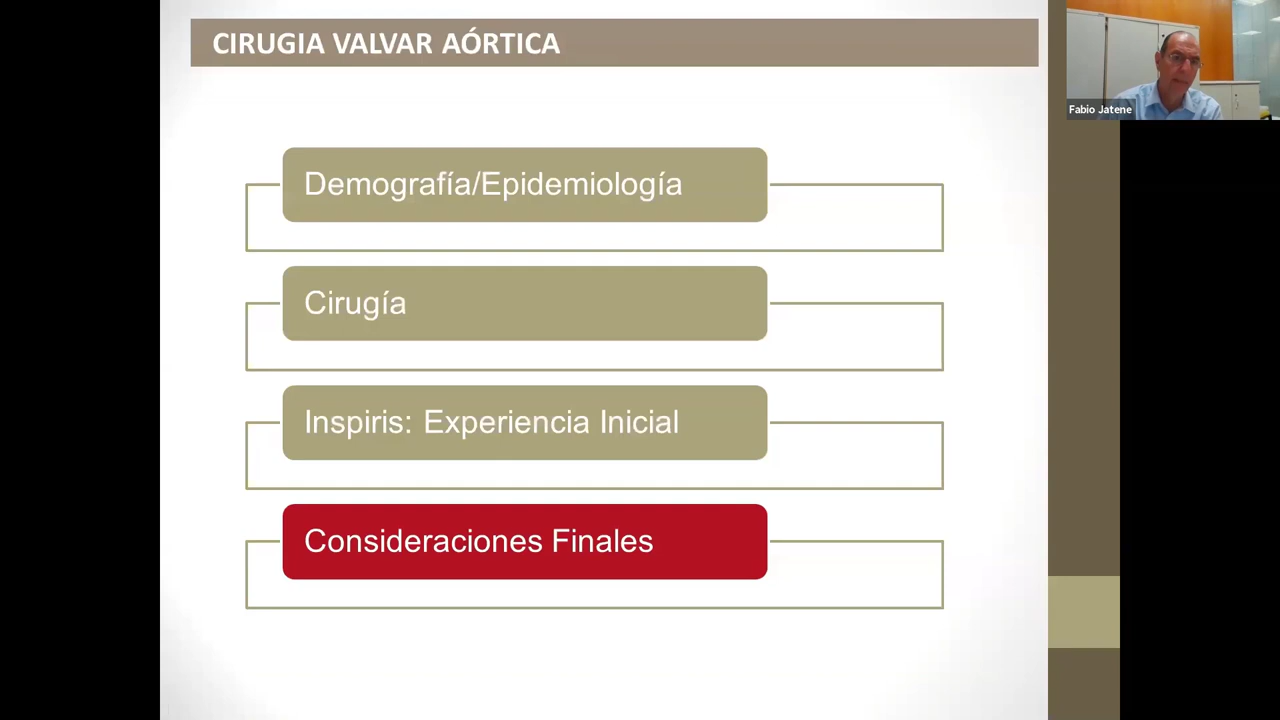 CIRUGIA VALVAR AÓRTICA
Fabio Jatene
Demografía/Epidemiología
Cirugía
Inspiris: Experiencia Inicial
Consideraciones Finales